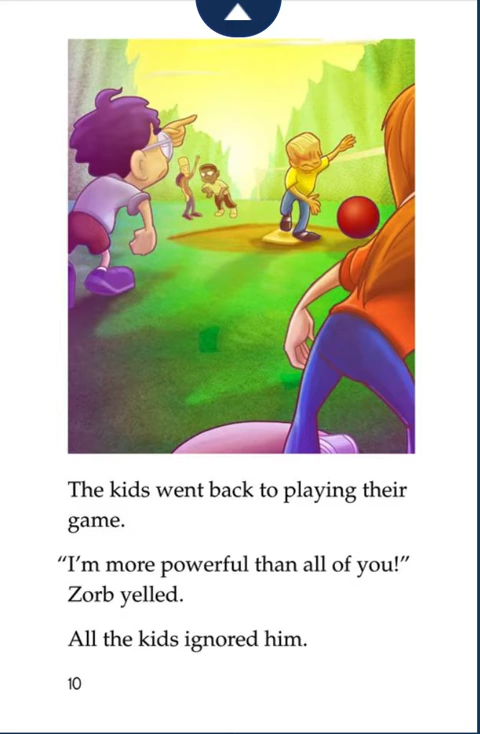 The kids went back to playing their
game.
“I’m more powerful than all of you!”
Zorb yelled.
All the kids ignored him.
10